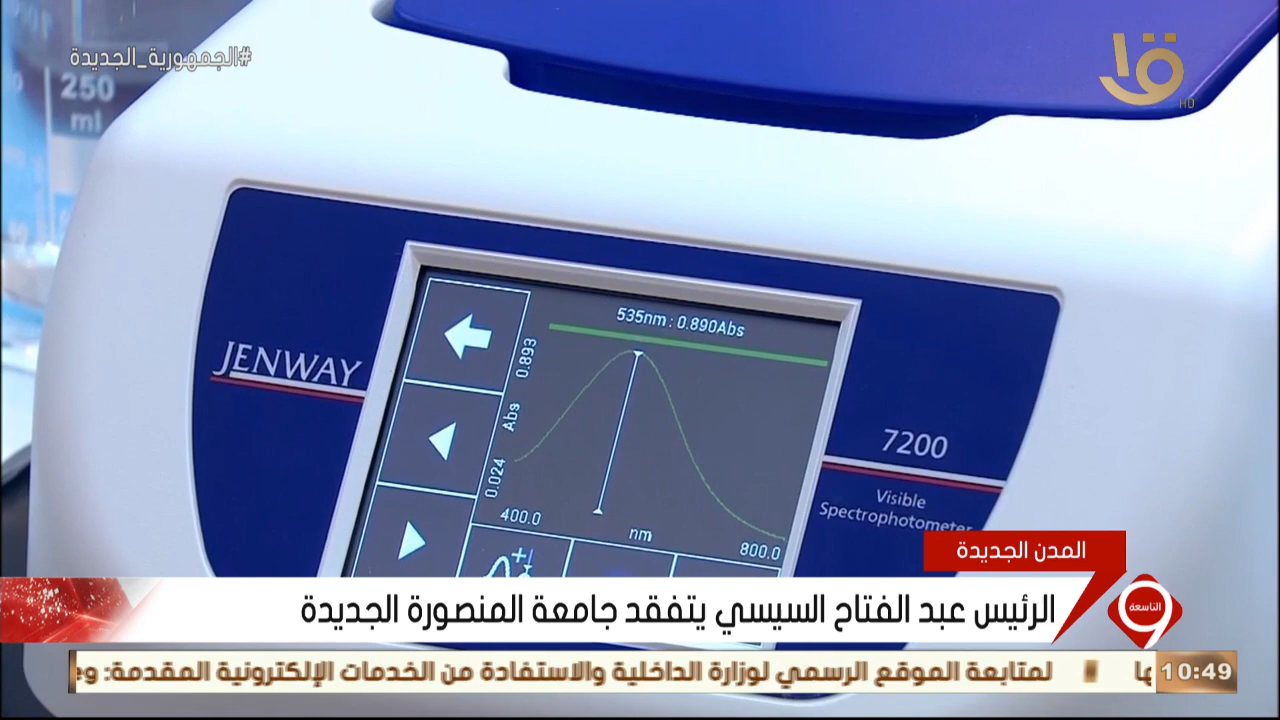 #الجمهورية_الجديدة
HD
250
ml
JENWAY
535nm : 0.890Abs
0.893
Abs
0.024
400.0
nm
800.0
7200
Visible
Spectrophotometer
المدن الجديدة
الرئيس عبد الفتاح السيسي يتفقد جامعة المنصورة الجديدة
التاسعة
لمتابعة الموقع الرسمي لوزارة الداخلية والاستفادة من الخدمات الإلكترونية المقدمة:
10:49